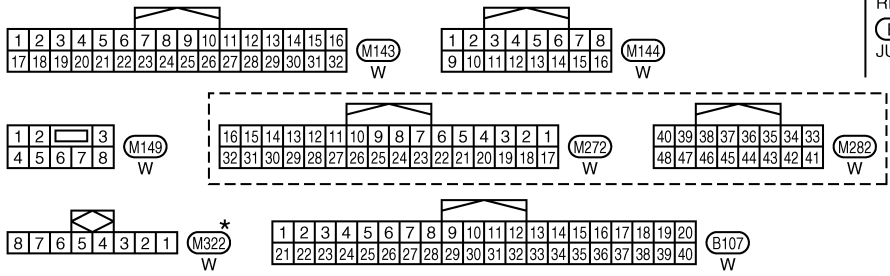 1 2 3 4 5 6 7 8 9 10 11 12 13 14 15 16
17 18 19 20 21 22 23 24 25 26 27 28 29 30 31 32
M143
W
1 2 3 4 5 6 7 8
9 10 11 12 13 14 15 16
M144
W
JU
1 2 3
4 5 6 7 8
M149
W
16 15 14 13 12 11 10 9 8 7 6 5 4 3 2 1
32 31 30 29 28 27 26 25 24 23 22 21 20 19 18 17
M272
W
40 39 38 37 36 35 34 33
48 47 46 45 44 43 42 41
M282
W
8 7 6 5 4 3 2 1
M322 *
W
1 2 3 4 5 6 7 8 9 10 11 12 13 14 15 16 17 18 19 20
21 22 23 24 25 26 27 28 29 30 31 32 33 34 35 36 37 38 39 40
B107
W